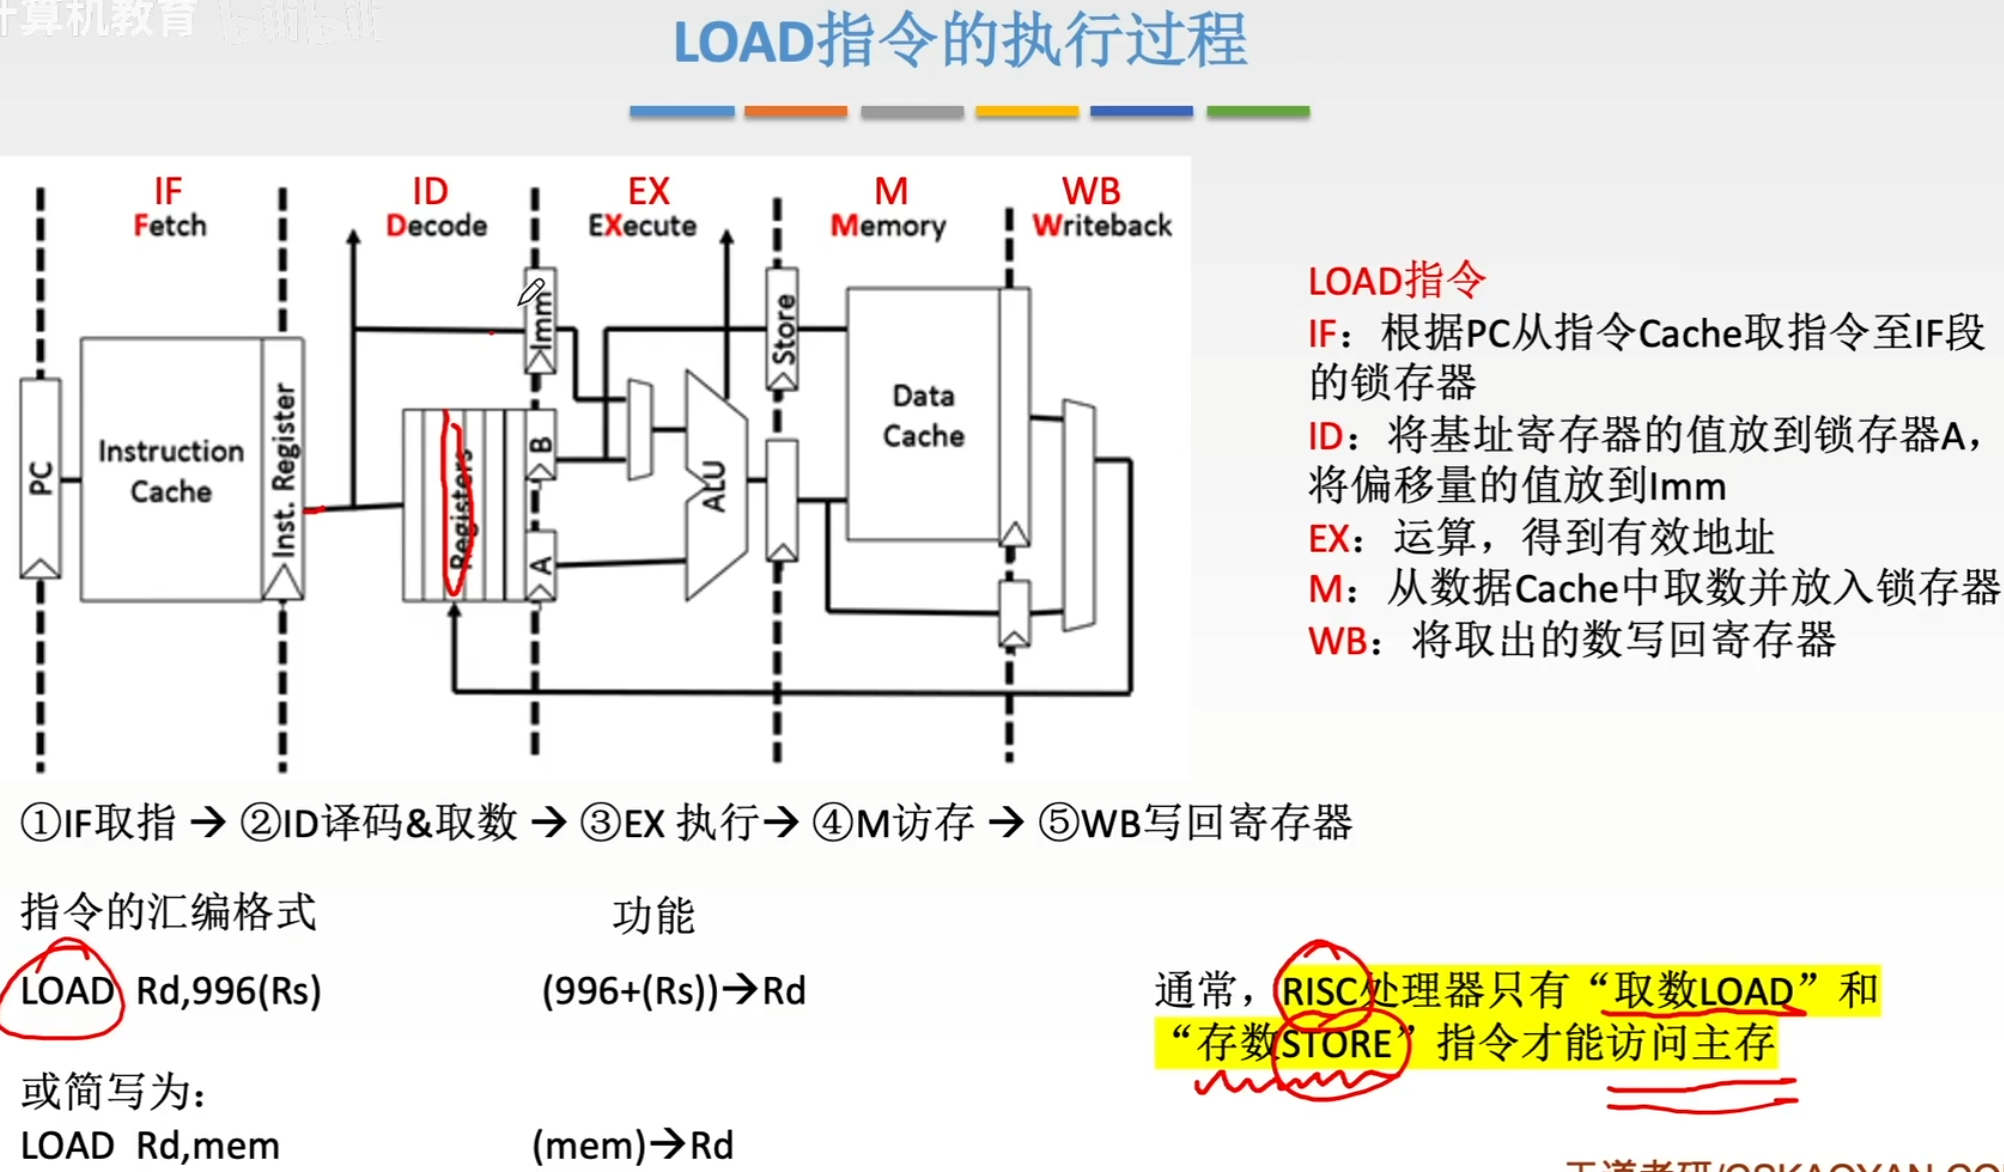 计算机教育 bilibili
LOAD指令的执行过程
IF
Fetch
ID
Decode
EX
EXecute
M
Memory
WB
Writeback
PC
Instruction
Cache
Inst. Register
Registers
Imm
B
A
ALU
Store
Data
Cache
LOAD指令
IF：根据PC从指令Cache取指令至IF段
的锁存器
ID：将基址寄存器的值放到锁存器A，
将偏移量的值放到Imm
EX：运算，得到有效地址
M：从数据Cache中取数并放入锁存器
WB：将取出的数写回寄存器
①IF取指 → ②ID译码&取数 → ③EX 执行→ ④M访存 → ⑤WB写回寄存器
指令的汇编格式 功能
LOAD Rd,996(Rs) (996+(Rs))→Rd
或简写为：
LOAD Rd,mem (mem)→Rd
通常，RISC处理器只有“取数LOAD”和
“存数STORE”指令才能访问主存